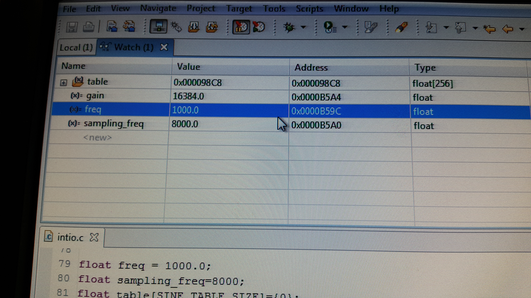 File Edit View Navigate Project Target Tools Scripts Window Help
Local (1) Watch (1)
Name Value Address Type
table 0x000098C8 0x000098C8 float[256]
(x)= gain 16384.0 0x0000B5A4 float
(x)= freq 1000.0 0x0000B59C float
(x)= sampling_freq 8000.0 0x0000B5A0 float
<new>
intio.c
78
79 float freq = 1000.0;
80 float sampling_freq=8000;
81 float table[SINE_TABLE_SIZE]={0};